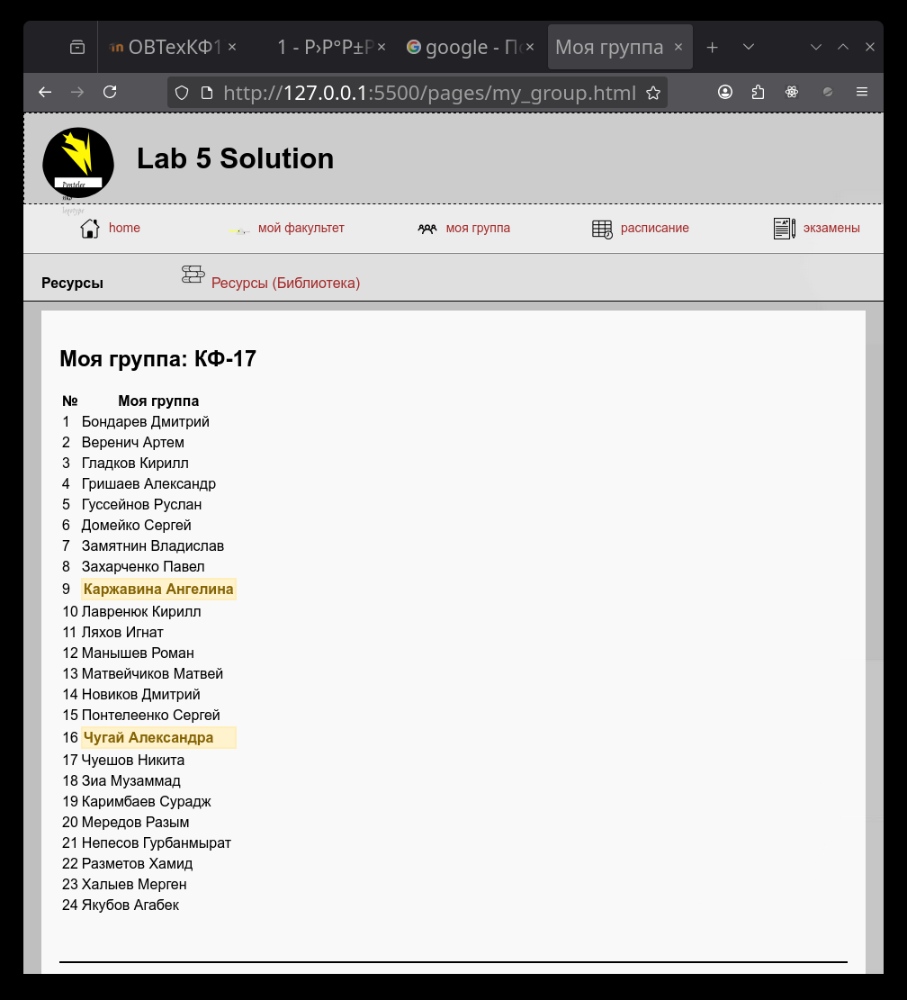 ОВТехКФ1
1 - Р›Р°Р±Р
google - По
Моя группа
http://127.0.0.1:5500/pages/my_group.html
Lab 5 Solution
home
мой факультет
моя группа
расписание
экзамены
Ресурсы
Ресурсы (Библиотека)
Моя группа: КФ-17
№ Моя группа
1 Бондарев Дмитрий
2 Веренич Артем
3 Гладков Кирилл
4 Гришаев Александр
5 Гуссейнов Руслан
6 Домейко Сергей
7 Замятнин Владислав
8 Захарченко Павел
9 Каржавина Ангелина
10 Лавренюк Кирилл
11 Ляхов Игнат
12 Манышев Роман
13 Матвейчиков Матвей
14 Новиков Дмитрий
15 Понтелеенко Сергей
16 Чугай Александра
17 Чуешов Никита
18 Зиа Музаммад
19 Каримбаев Сурадж
20 Мередов Разым
21 Непесов Гурбанмырат
22 Разметов Хамид
23 Халыев Мерген
24 Якубов Агабек